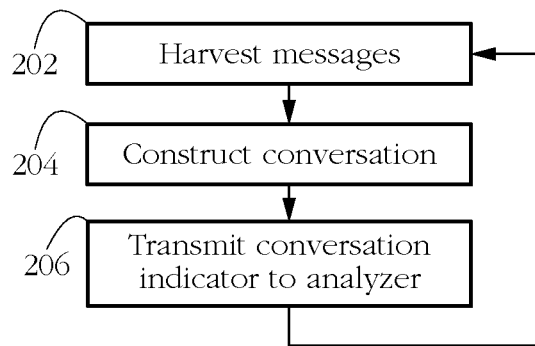 202
Harvest messages
204
Construct conversation
206
Transmit conversation
indicator to analyzer